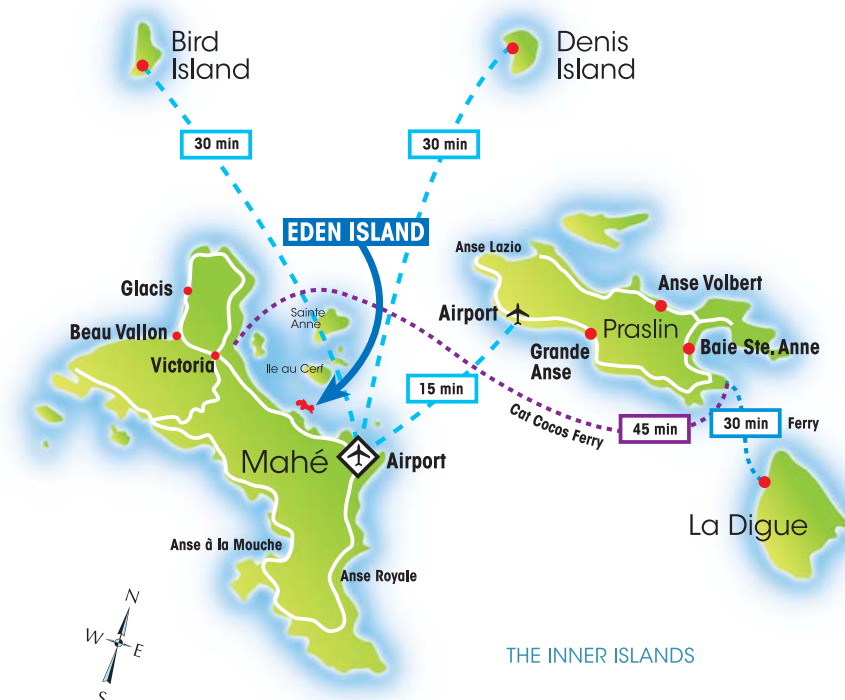 Bird
Island
Denis
Island
30 min
30 min
EDEN ISLAND
Anse Lazio
Glacis
Anse Volbert
Sainte
Anne
Airport
Beau Vallon
Praslin
Victoria
Grande
Anse
Baie Ste, Anne
Ile au Cerf
15 min
Cat Cocos Ferry
45 min
30 min
Ferry
Mahé
Airport
La Digue
Anse à la Mouche
Anse Royale
N
W
E
S
THE INNER ISLANDS